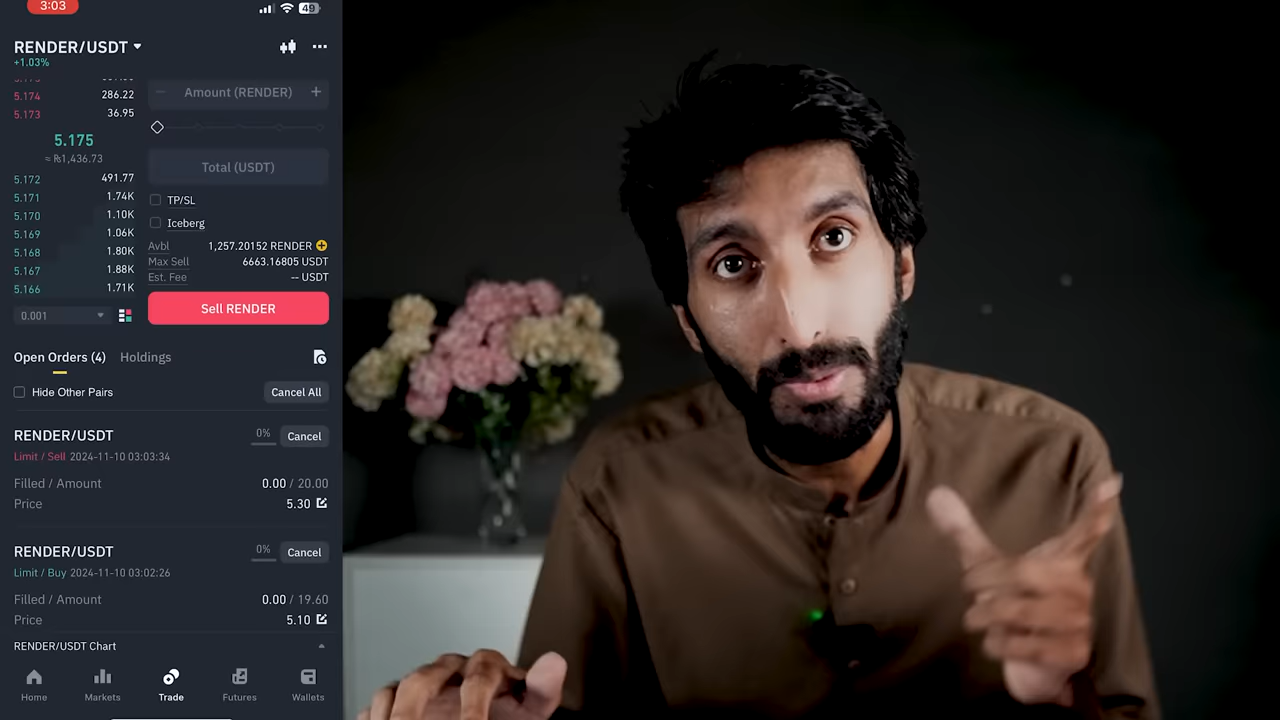 3:03
49
RENDER/USDT
+1.03%
5.174 286.22
5.173 36.95
5.175
≈ ₨1,436.73
5.172 491.77
5.171 1.74K
5.170 1.10K
5.169 1.06K
5.168 1.80K
5.167 1.88K
5.166 1.71K
0.001
Amount (RENDER)
Total (USDT)
TP/SL
Iceberg
Avbl 1,257.20152 RENDER
Max Sell 6663.16805 USDT
Est. Fee -- USDT
Sell RENDER
Open Orders (4) Holdings
Hide Other Pairs Cancel All
RENDER/USDT 0% Cancel
Limit / Sell 2024-11-10 03:03:34
Filled / Amount 0.00 / 20.00
Price 5.30
RENDER/USDT 0% Cancel
Limit / Buy 2024-11-10 03:02:26
Filled / Amount 0.00 / 19.60
Price 5.10
RENDER/USDT Chart
Home Markets Trade Futures Wallets